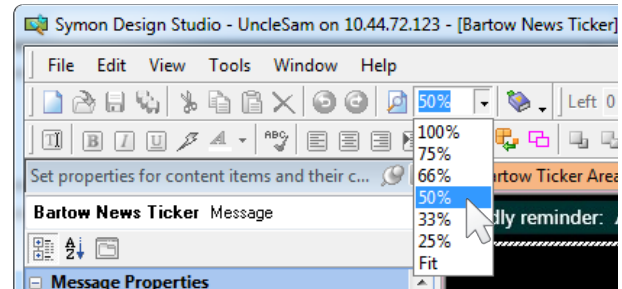 Symon Design Studio - UncleSam on 10.44.72.123 - [Bartow News Ticker]
File Edit View Tools Window Help
50% Left 0
B I U A ABC
100%
75%
66%
50%
33%
25%
Fit
Set properties for content items and their c...
rtow Ticker Area
Bartow News Ticker Message
dly reminder:
A
Z
Message Properties